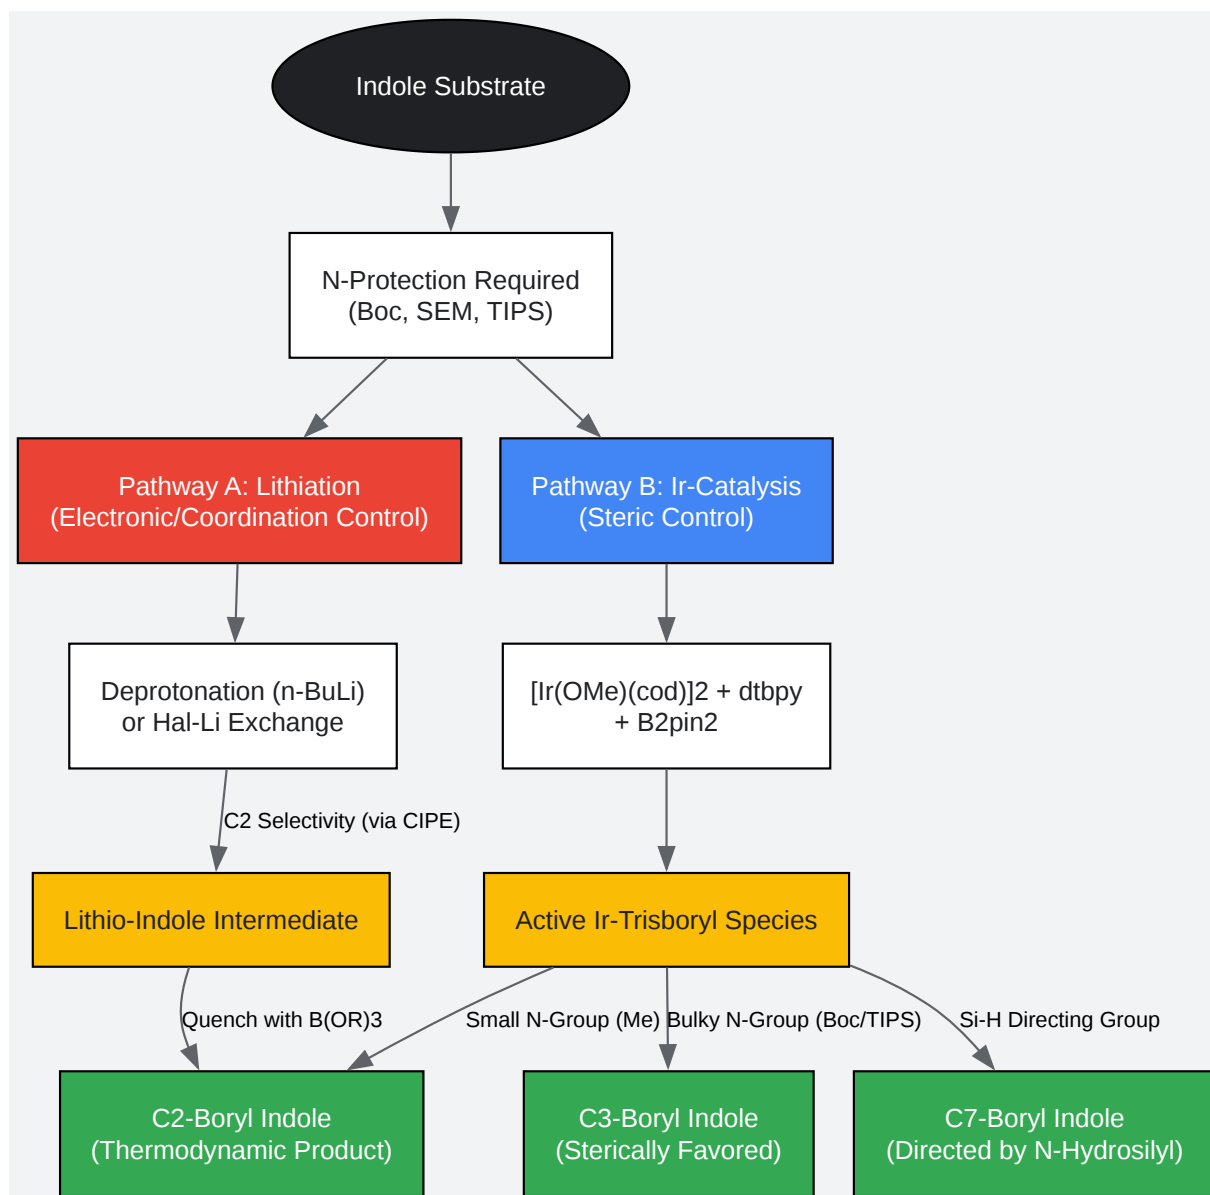 Indole Substrate
N-Protection Required
(Boc, SEM, TIPS)
Pathway A: Lithiation
(Electronic/Coordination Control)
Pathway B: Ir-Catalysis
(Steric Control)
Deprotonation (n-BuLi)
or Hal-Li Exchange
[Ir(OMe)(cod)]2 + dtbpy
+ B2pin2
C2 Selectivity (via CIPE)
Lithio-Indole Intermediate
Active Ir-Trisboryl Species
Quench with B(OR)3
Small N-Group (Me)
Bulky N-Group (Boc/TIPS)
Si-H Directing Group
C2-Boryl Indole
(Thermodynamic Product)
C3-Boryl Indole
(Sterically Favored)
C7-Boryl Indole
(Directed by N-Hydrosilyl)